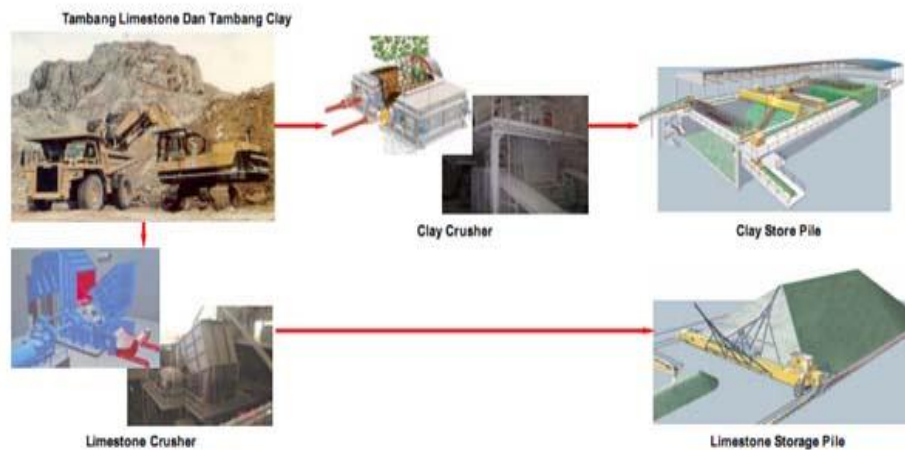 Tambang Limestone Dan Tambang Clay
Clay Crusher
Clay Store Pile
Limestone Crusher
Limestone Storage Pile